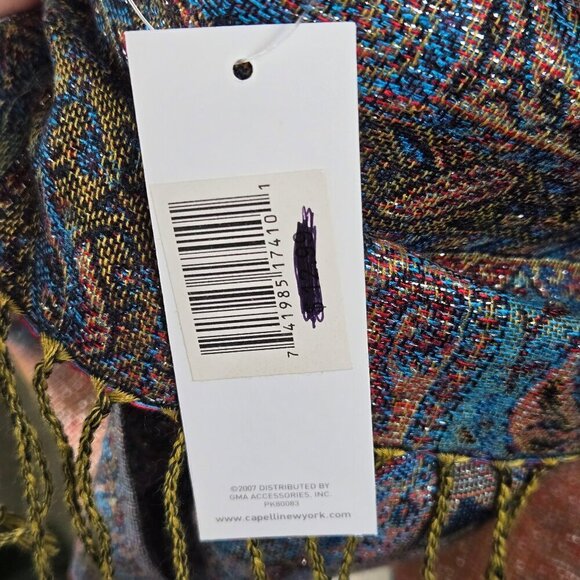 7 41985 17410 1
©2007 DISTRIBUTED BY
GMA ACCESSORIES, INC.
PK80083
www.capellinewyork.com